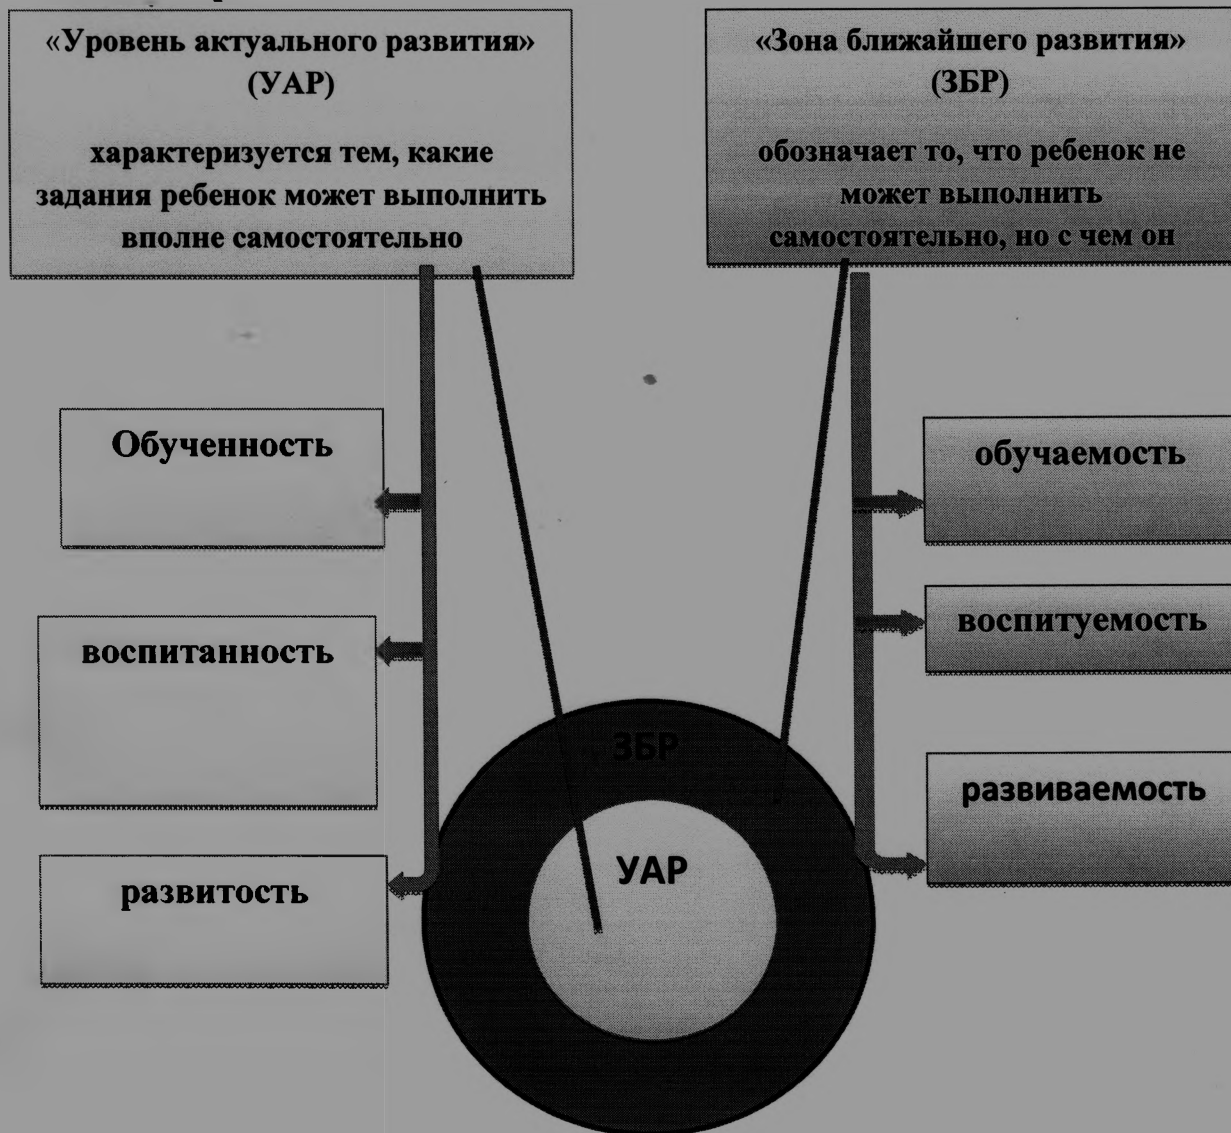 «Уровень актуального развития»
(УАР)
характеризуется тем, какие
задания ребенок может выполнить
вполне самостоятельно
«Зона ближайшего развития»
(ЗБР)
обозначает то, что ребенок не
может выполнить
самостоятельно, но с чем он
Обученность
воспитанность
развитость
обучаемость
воспитуемость
развиваемость
ЗБР
УАР